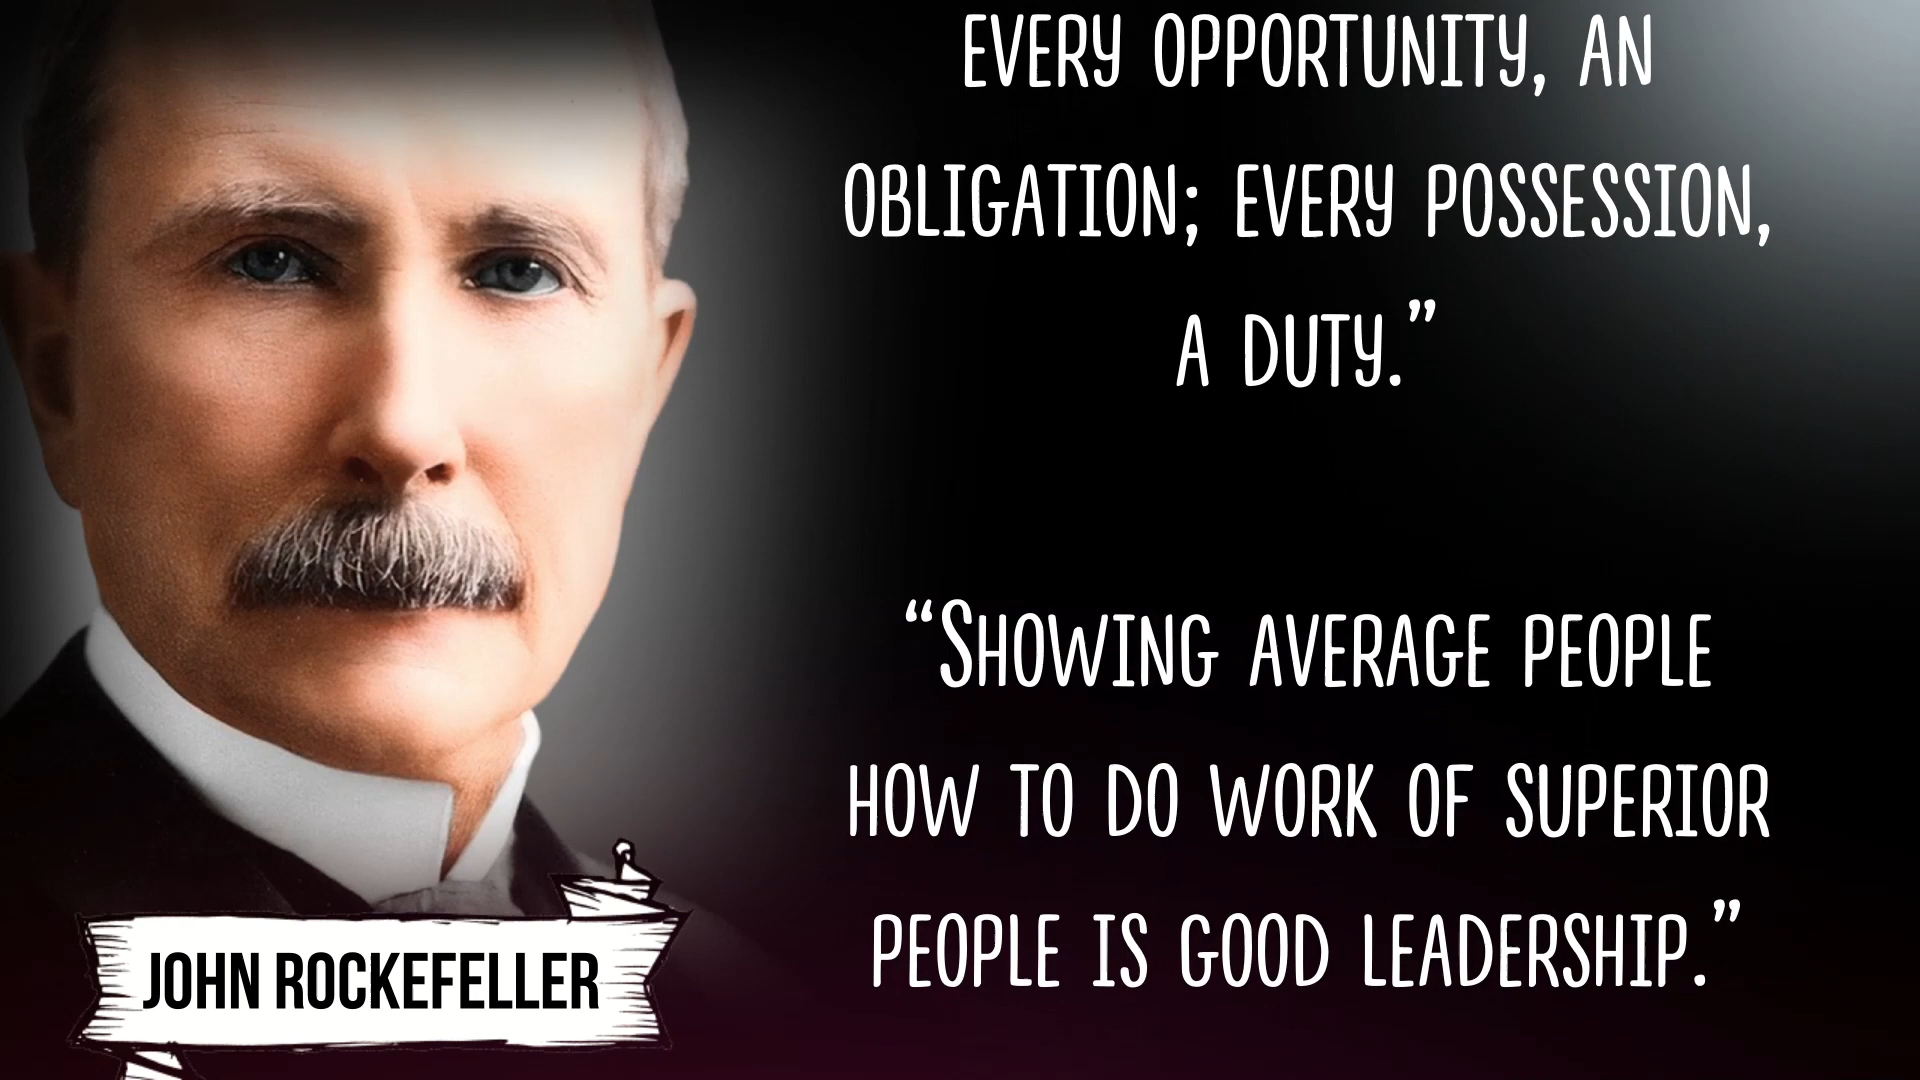 EVERY OPPORTUNITY, AN
OBLIGATION; EVERY POSSESSION,
A DUTY.”
“SHOWING AVERAGE PEOPLE
HOW TO DO WORK OF SUPERIOR
PEOPLE IS GOOD LEADERSHIP.”
JOHN ROCKEFELLER